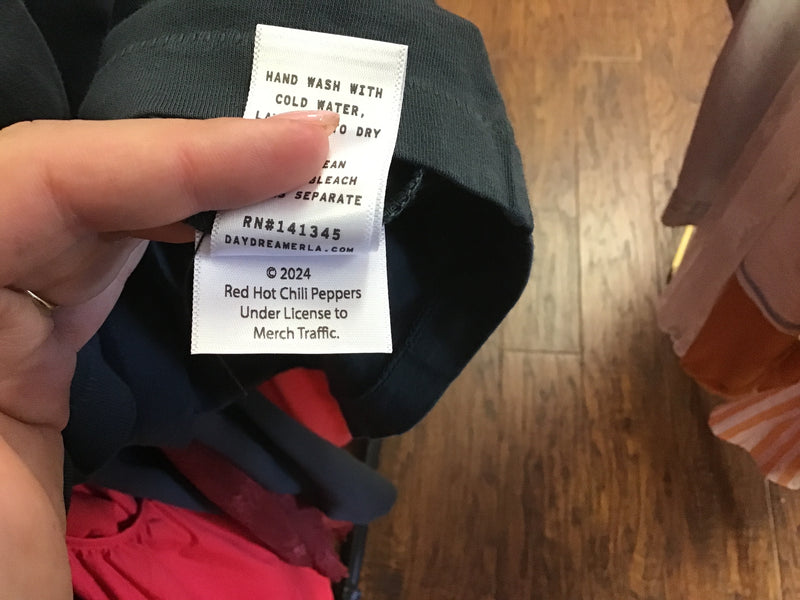 HAND WASH WITH
COLD WATER,
TO DRY
BLEACH
SEPARATE
RN#141345
DAYDREAMERLA.COM
© 2024
Red Hot Chili Peppers
Under License to
Merch Traffic.